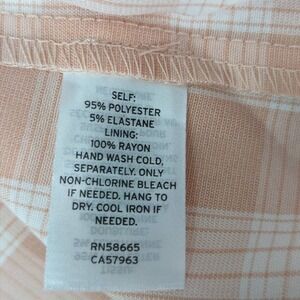 SELF:
95% POLYESTER
5% ELASTANE
LINING:
100% RAYON
HAND WASH COLD,
SEPARATELY. ONLY
NON-CHLORINE BLEACH
IF NEEDED. HANG TO
DRY. COOL IRON IF
NEEDED.
RN58665
CA57963